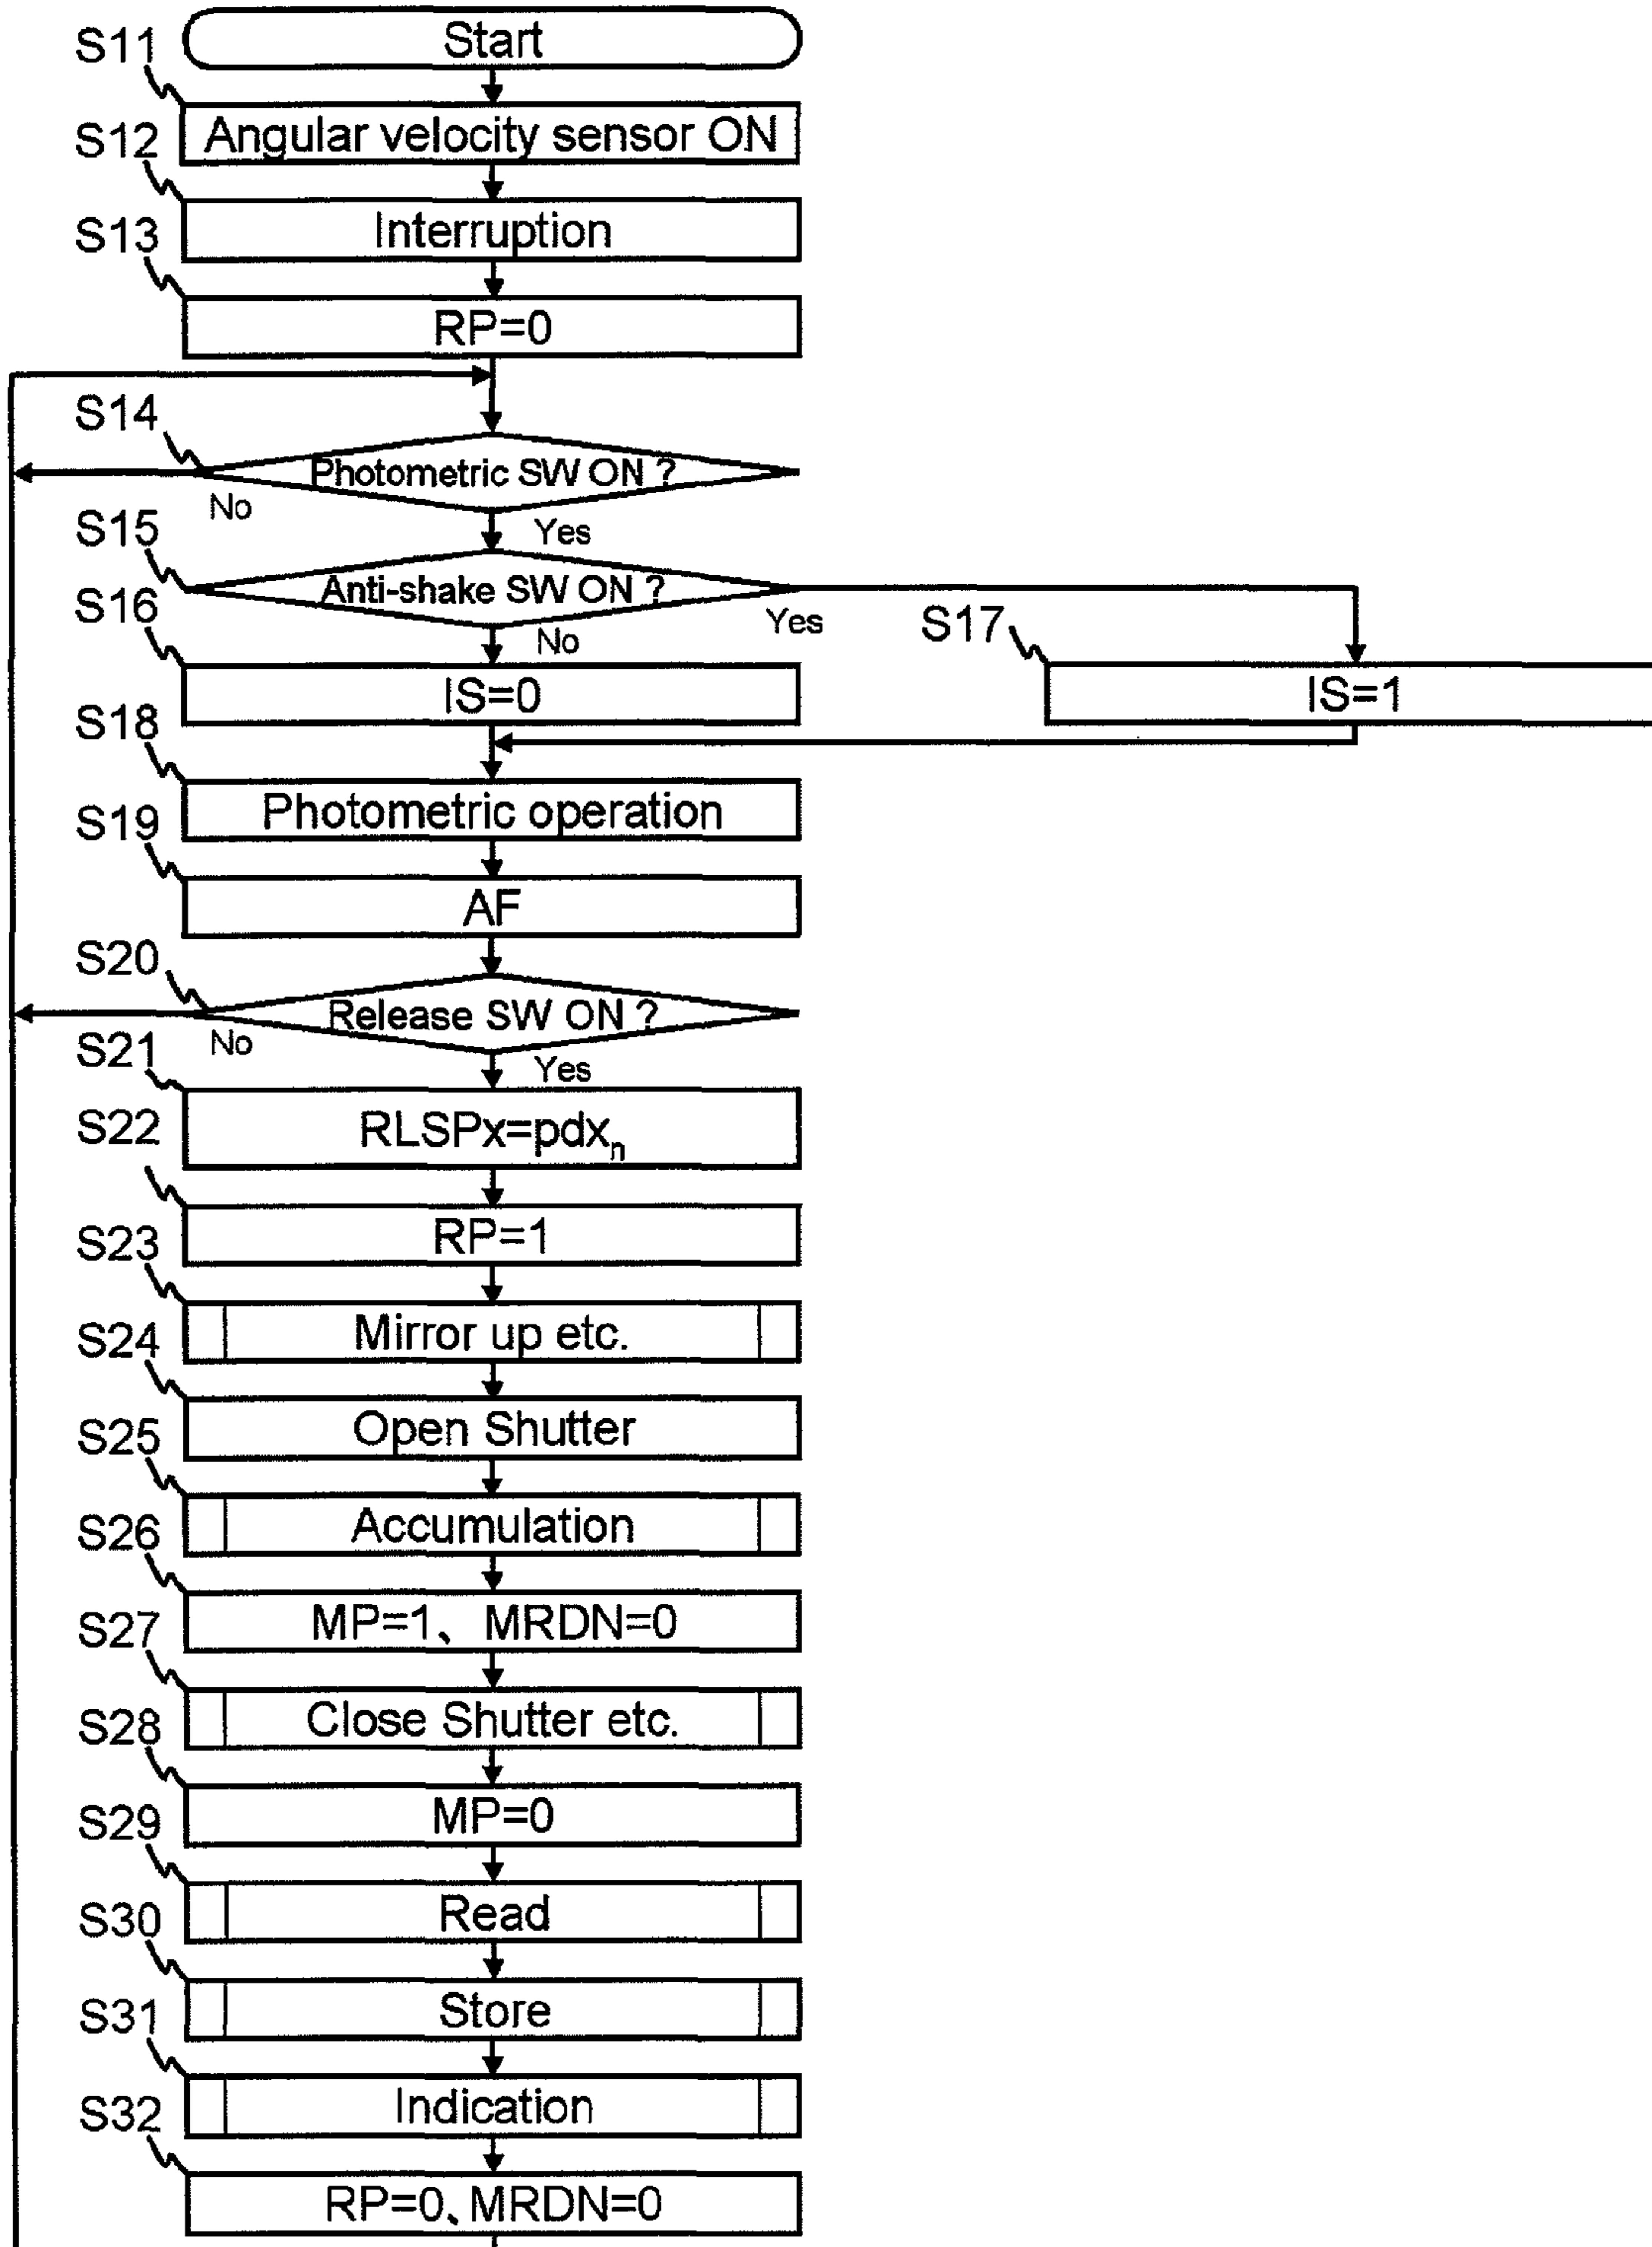 Start
S11
Angular velocity sensor ON
S12
Interruption
S13
RP=0
S14
Photometric SW ON ?
No
Yes
S15
Anti-shake SW ON ?
Yes
No
S16
IS=0
S17
IS=1
S18
Photometric operation
S19
AF
S20
Release SW ON ?
No
Yes
S21
RLSPx=pdxₙ
S22
RP=1
S23
Mirror up etc.
S24
Open Shutter
S25
Accumulation
S26
MP=1、 MRDN=0
S27
Close Shutter etc.
S28
MP=0
S29
Read
S30
Store
S31
Indication
S32
RP=0、MRDN=0